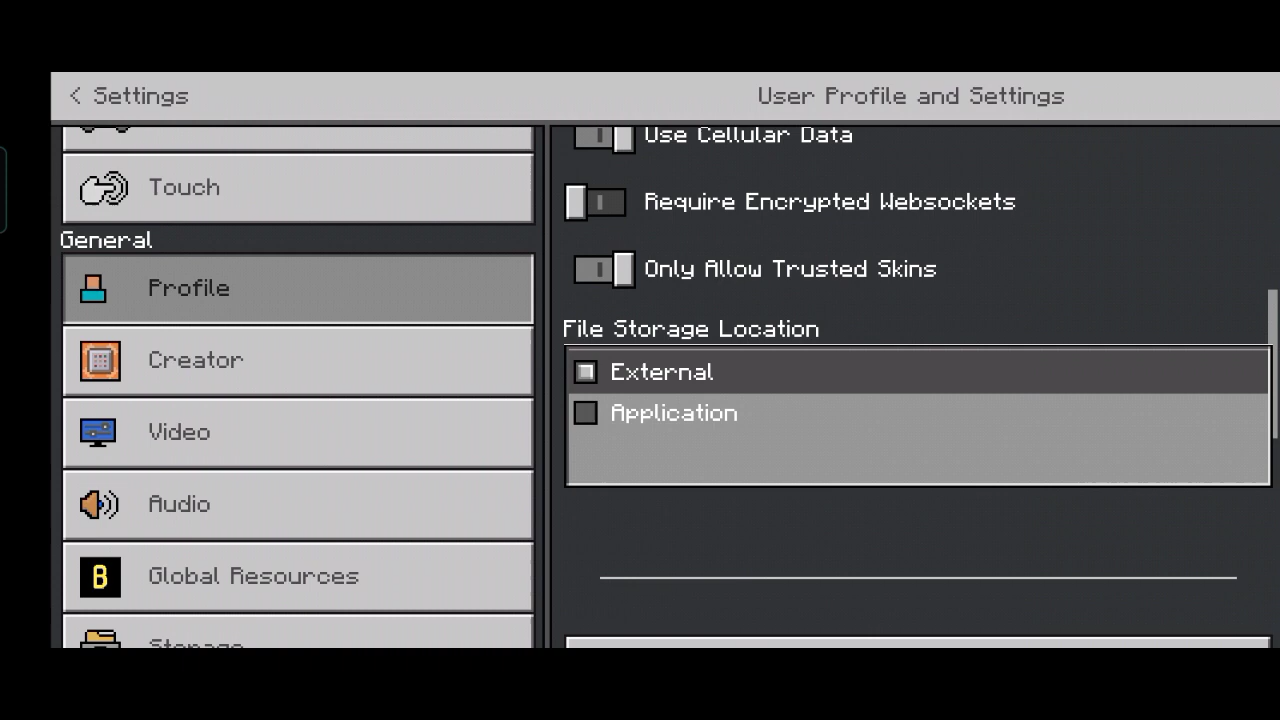 Settings
User Profile and Settings
Touch
General
Profile
Creator
Video
Audio
B
Global Resources
Storage
Use Cellular Data
Require Encrypted Websockets
Only Allow Trusted Skins
File Storage Location
External
Application